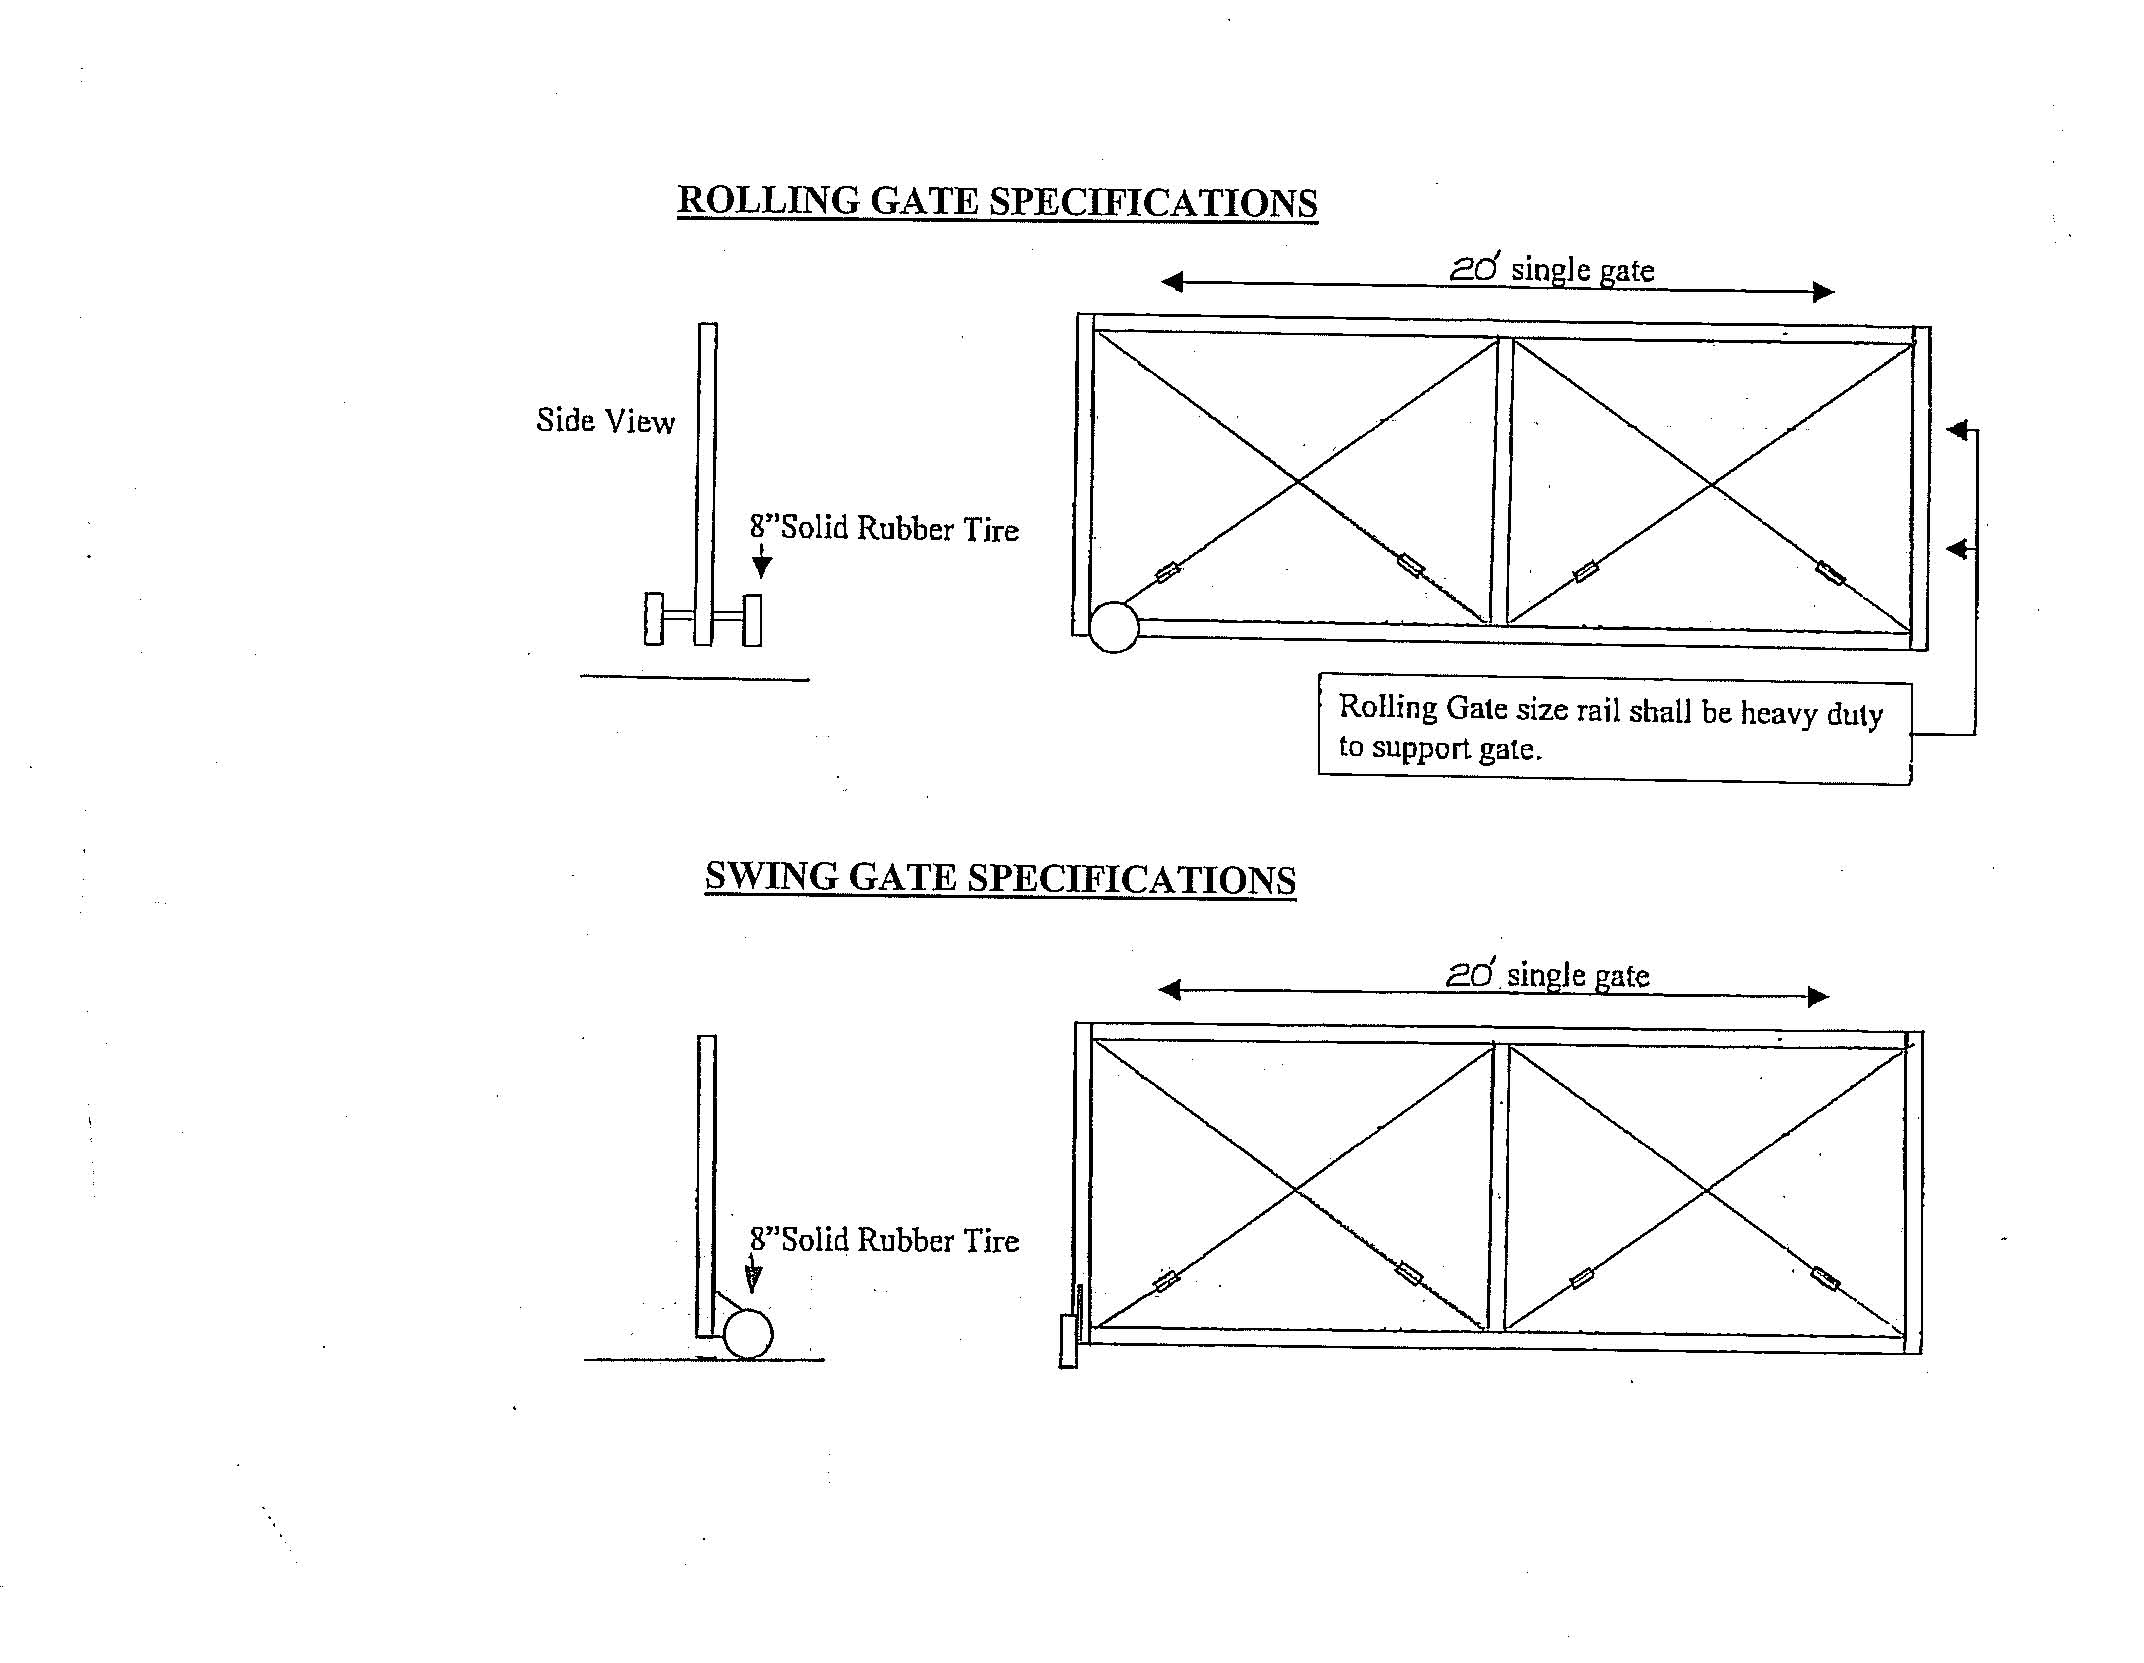 ROLLING GATE SPECIFICATIONS
20' single gate
Side View
8"Solid Rubber Tire
Rolling Gate size rail shall be heavy duty
to support gate.
SWING GATE SPECIFICATIONS
20' single gate
8"Solid Rubber Tire